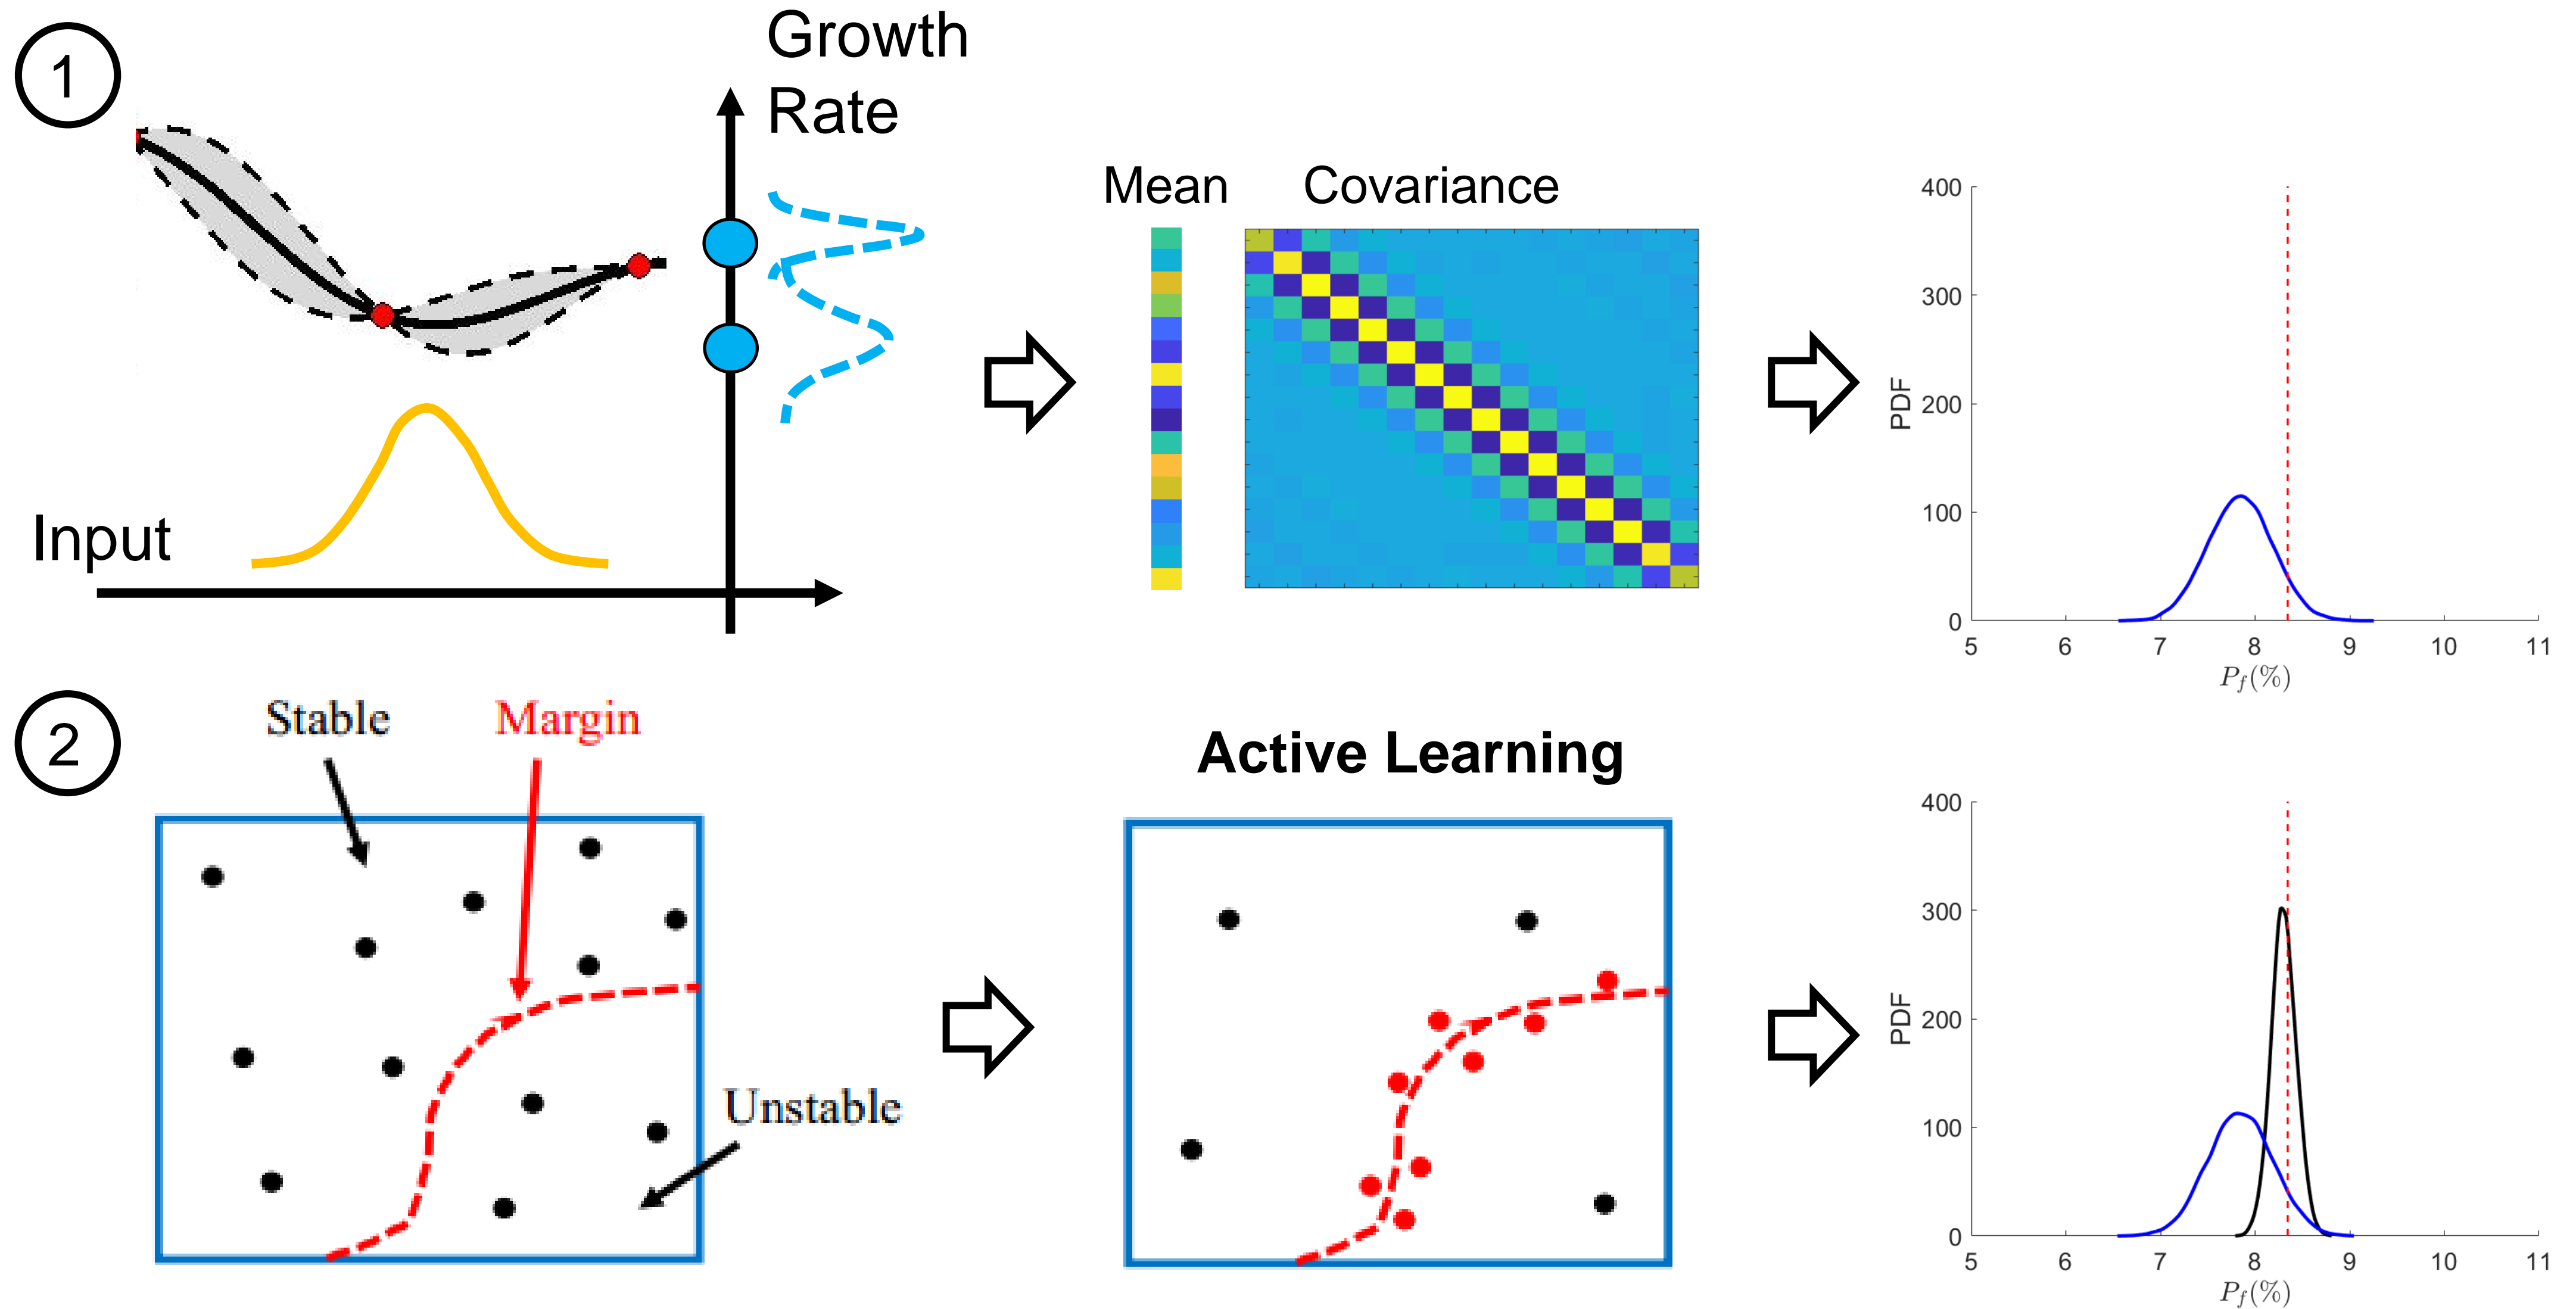 1
Growth
Rate
Input
Mean
Covariance
400
300
200
100
0
PDF
5 6 7 8 9 10 11
P_f(%)
2
Stable
Margin
Unstable
Active Learning
400
300
200
100
0
PDF
5 6 7 8 9 10 11
P_f(%)